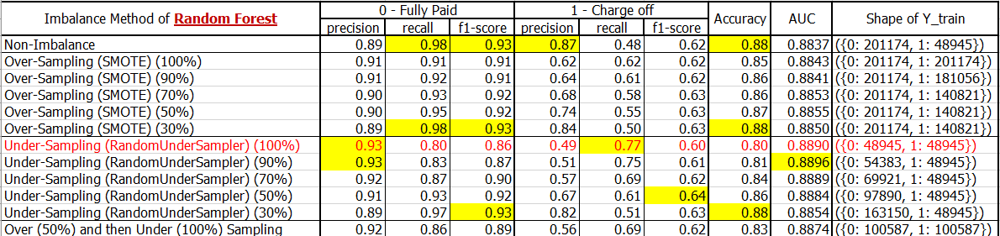 Imbalance Method of Random Forest 0 - Fully Paid 1 - Charge off Accuracy AUC Shape of Y_train
precision recall f1-score precision recall f1-score
Non-Imbalance 0.89 0.98 0.93 0.87 0.48 0.62 0.88 0.8837 ({0: 201174, 1: 48945})
Over-Sampling (SMOTE) (100%) 0.91 0.91 0.91 0.62 0.62 0.62 0.85 0.8843 ({0: 201174, 1: 201174})
Over-Sampling (SMOTE) (90%) 0.91 0.92 0.91 0.64 0.61 0.62 0.86 0.8841 ({0: 201174, 1: 181056})
Over-Sampling (SMOTE) (70%) 0.90 0.93 0.92 0.68 0.58 0.63 0.86 0.8853 ({0: 201174, 1: 140821})
Over-Sampling (SMOTE) (50%) 0.90 0.95 0.92 0.74 0.55 0.63 0.87 0.8855 ({0: 201174, 1: 140821})
Over-Sampling (SMOTE) (30%) 0.89 0.98 0.93 0.84 0.50 0.63 0.88 0.8850 ({0: 201174, 1: 140821})
Under-Sampling (RandomUnderSampler) (100%) 0.93 0.80 0.86 0.49 0.77 0.60 0.80 0.8890 ({0: 48945, 1: 48945})
Under-Sampling (RandomUnderSampler) (90%) 0.93 0.83 0.87 0.51 0.75 0.61 0.81 0.8896 ({0: 54383, 1: 48945})
Under-Sampling (RandomUnderSampler) (70%) 0.92 0.87 0.90 0.57 0.69 0.62 0.84 0.8889 ({0: 69921, 1: 48945})
Under-Sampling (RandomUnderSampler) (50%) 0.91 0.93 0.92 0.67 0.61 0.64 0.86 0.8884 ({0: 97890, 1: 48945})
Under-Sampling (RandomUnderSampler) (30%) 0.89 0.97 0.93 0.82 0.51 0.63 0.88 0.8854 ({0: 163150, 1: 48945})
Over (50%) and then Under (100%) Sampling 0.92 0.86 0.89 0.56 0.69 0.62 0.83 0.8874 ({0: 100587, 1: 100587})